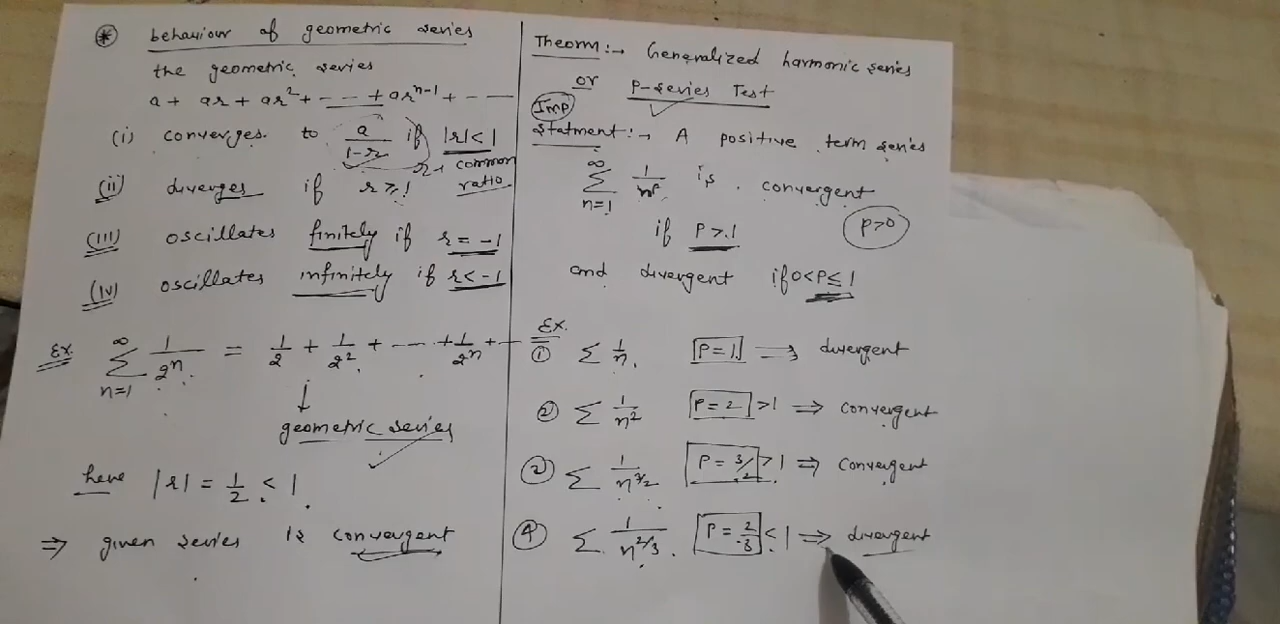 * behaviour of geometric series
the geometric series
a + ar + ar² + - - - + arⁿ⁻¹ + - - -
(i) converges to a/1-r if |r| < 1
r → common ratio
(ii) diverges if r ≥ 1
(iii) oscillates finitely if r = -1
(iv) oscillates infinitely if r < -1
Ex. ∞ Σ n=1 1/2ⁿ = 1/2 + 1/2² + - - - + 1/2ⁿ + - - -
↓
geometric series ✓
here |r| = 1/2 < 1
⇒ given series is convergent
Theorm :→ Generalized harmonic series
or P-series Test
Imp ✓
Statment :→ A positive term series
∞ Σ n=1 1/nᵖ is convergent
if P > 1 P>0
and divergent if 0<P≤1
Ex.
① Σ 1/n. P=1 ⇒ divergent
② Σ 1/n² P=2 >1 ⇒ convergent
③ Σ 1/n^3/2 P=3/2 >1 ⇒ convergent
④ Σ 1/n^2/3. P=2/3 <1 ⇒ divergent